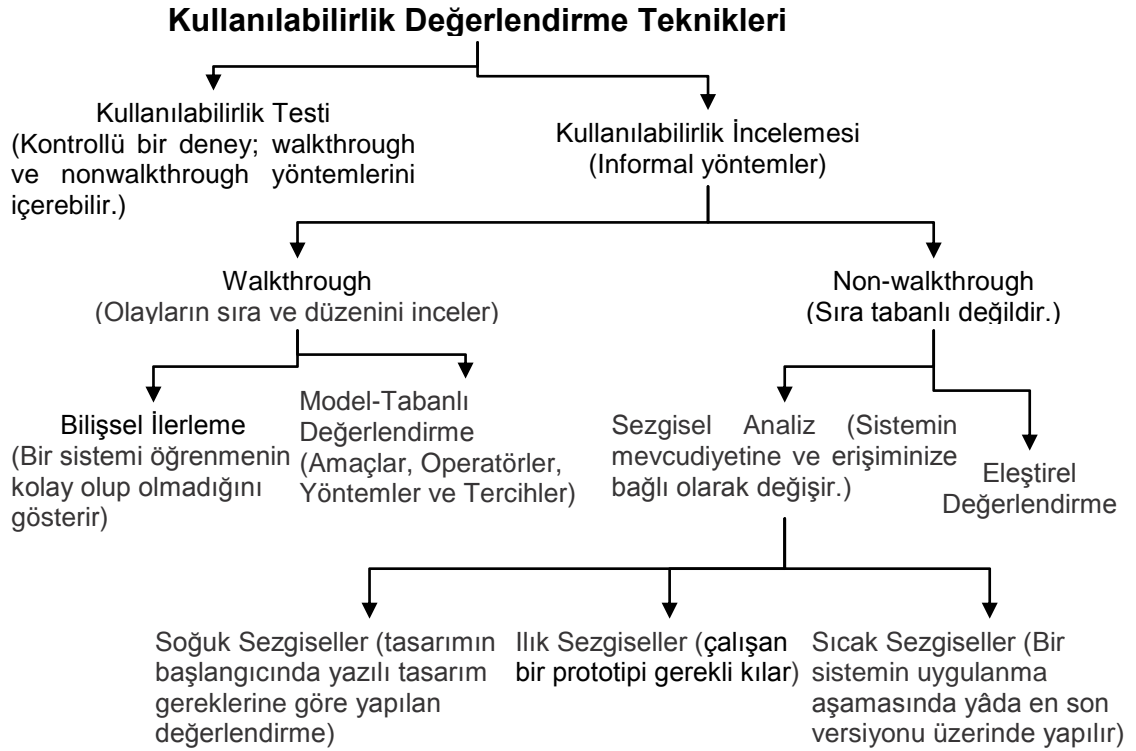 Kullanılabilirlik Değerlendirme Teknikleri
Kullanılabilirlik Testi
(Kontrollü bir deney; walkthrough
ve nonwalkthrough yöntemlerini
içerebilir.)
Kullanılabilirlik İncelemesi
(Informal yöntemler)
Walkthrough
(Olayların sıra ve düzenini inceler)
Non-walkthrough
(Sıra tabanlı değildir.)
Bilişsel İlerleme
(Bir sistemi öğrenmenin
kolay olup olmadığını
gösterir)
Model-Tabanlı
Değerlendirme
(Amaçlar, Operatörler,
Yöntemler ve Tercihler)
Sezgisel Analiz (Sistemin
mevcudiyetine ve erişiminize
bağlı olarak değişir.)
Eleştirel
Değerlendirme
Soğuk Sezgiseller (tasarımın
başlangıcında yazılı tasarım
gereklerine göre yapılan
değerlendirme)
Ilık Sezgiseller (çalışan
bir prototipi gerekli kılar)
Sıcak Sezgiseller (Bir
sistemin uygulanma
aşamasında yâda en son
versiyonu üzerinde yapılır)